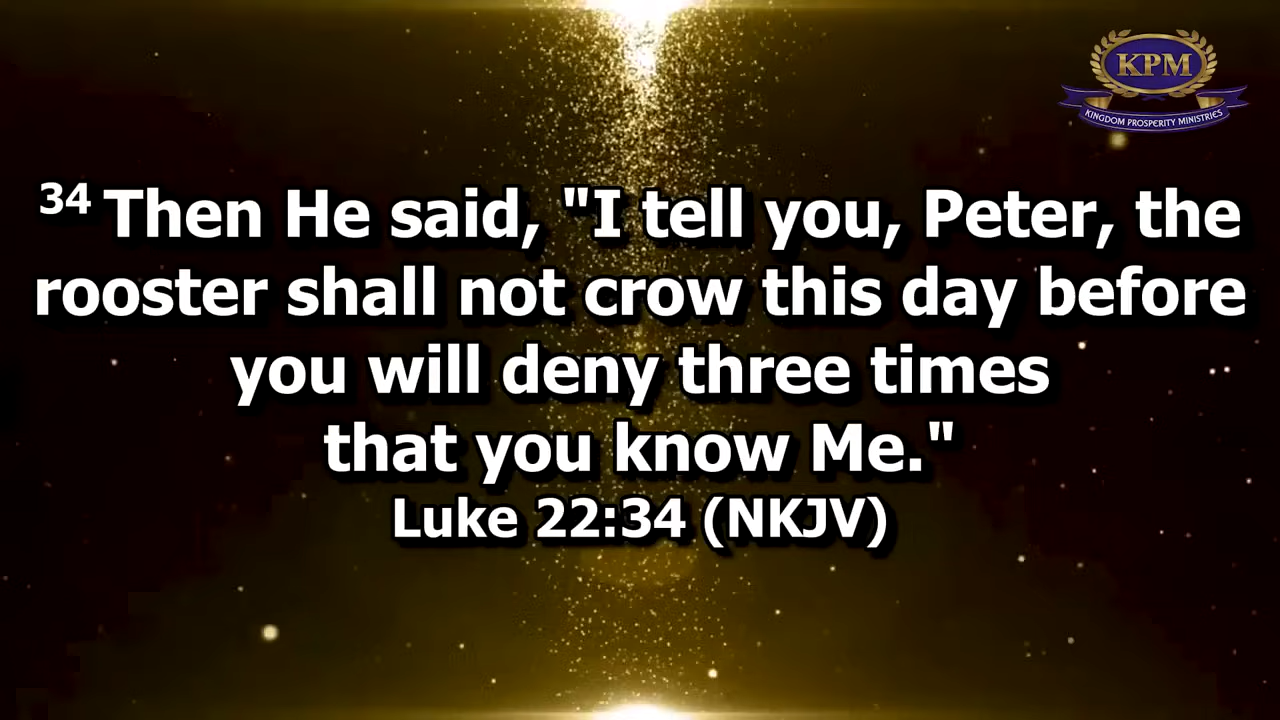 KPM
KINGDOM PROSPERITY MINISTRIES
34 Then He said, "I tell you, Peter, the
rooster shall not crow this day before
you will deny three times
that you know Me."
Luke 22:34 (NKJV)